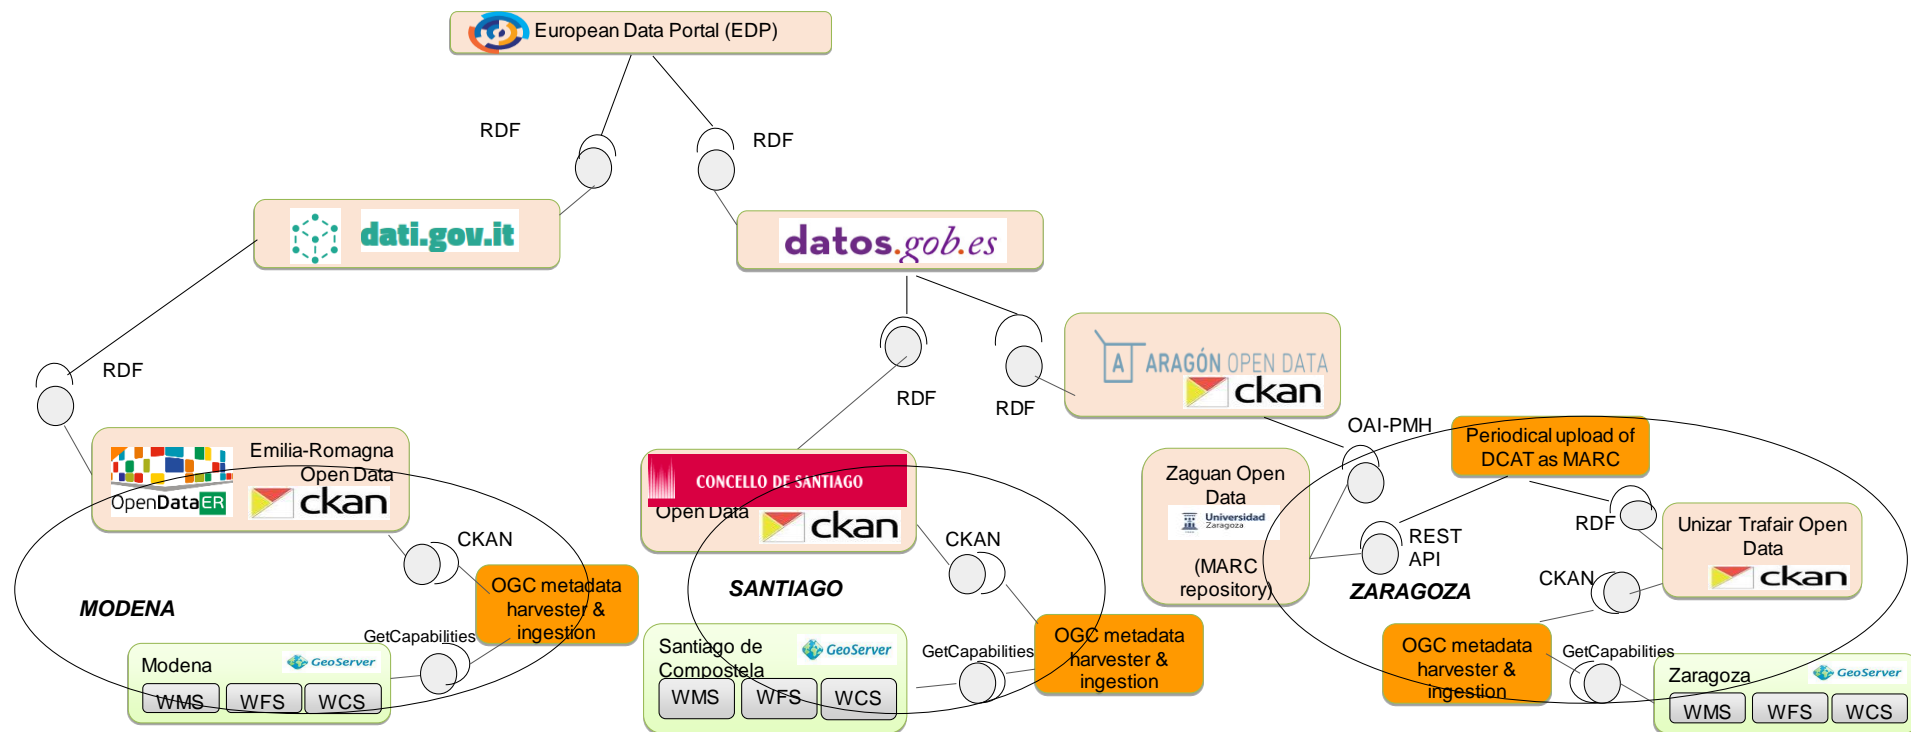 European Data Portal (EDP)
RDF
RDF
dati.gov.it
datos.gob.es
RDF
RDF
RDF
A ARAGÓN OPEN DATA
ckan
OAI-PMH
Periodical upload of
DCAT as MARC
Emilia-Romagna
Open Data
OpenDataER
ckan
CONCELLO DE SANTIAGO
Open Data
ckan
Zaguan Open
Data
Universidad
Zaragoza
(MARC
repository)
REST
API
RDF
Unizar Trafair Open
Data
ckan
CKAN
CKAN
CKAN
MODENA
SANTIAGO
ZARAGOZA
OGC metadata
harvester &
ingestion
OGC metadata
harvester &
ingestion
OGC metadata
harvester &
ingestion
GetCapabilities
GetCapabilities
GetCapabilities
Modena
GeoServer
WMS
WFS
WCS
Santiago de
Compostela
GeoServer
WMS
WFS
WCS
Zaragoza
GeoServer
WMS
WFS
WCS